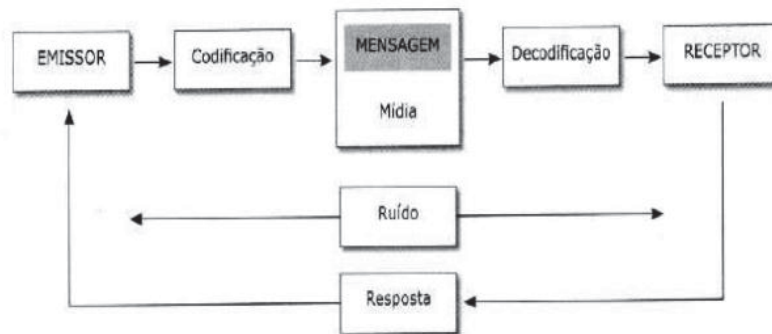 EMISSOR
Codificação
MENSAGEM
Mídia
Decodificação
RECEPTOR
Ruído
Resposta